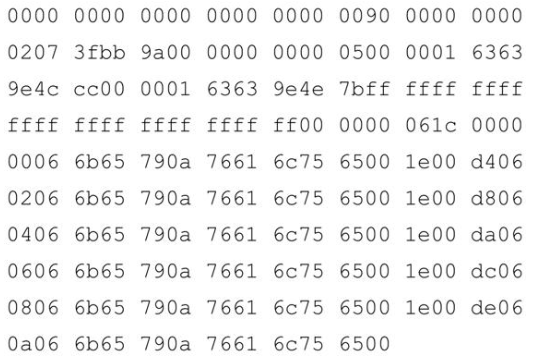 0000 0000 0000 0000 0000 0090 0000 0000
0207 3fbb 9a00 0000 0000 0500 0001 6363
9e4c cc00 0001 6363 9e4e 7bff ffff ffff
ffff ffff ffff ffff ff00 0000 061c 0000
0006 6b65 790a 7661 6c75 6500 1e00 d406
0206 6b65 790a 7661 6c75 6500 1e00 d806
0406 6b65 790a 7661 6c75 6500 1e00 da06
0606 6b65 790a 7661 6c75 6500 1e00 dc06
0806 6b65 790a 7661 6c75 6500 1e00 de06
0a06 6b65 790a 7661 6c75 6500